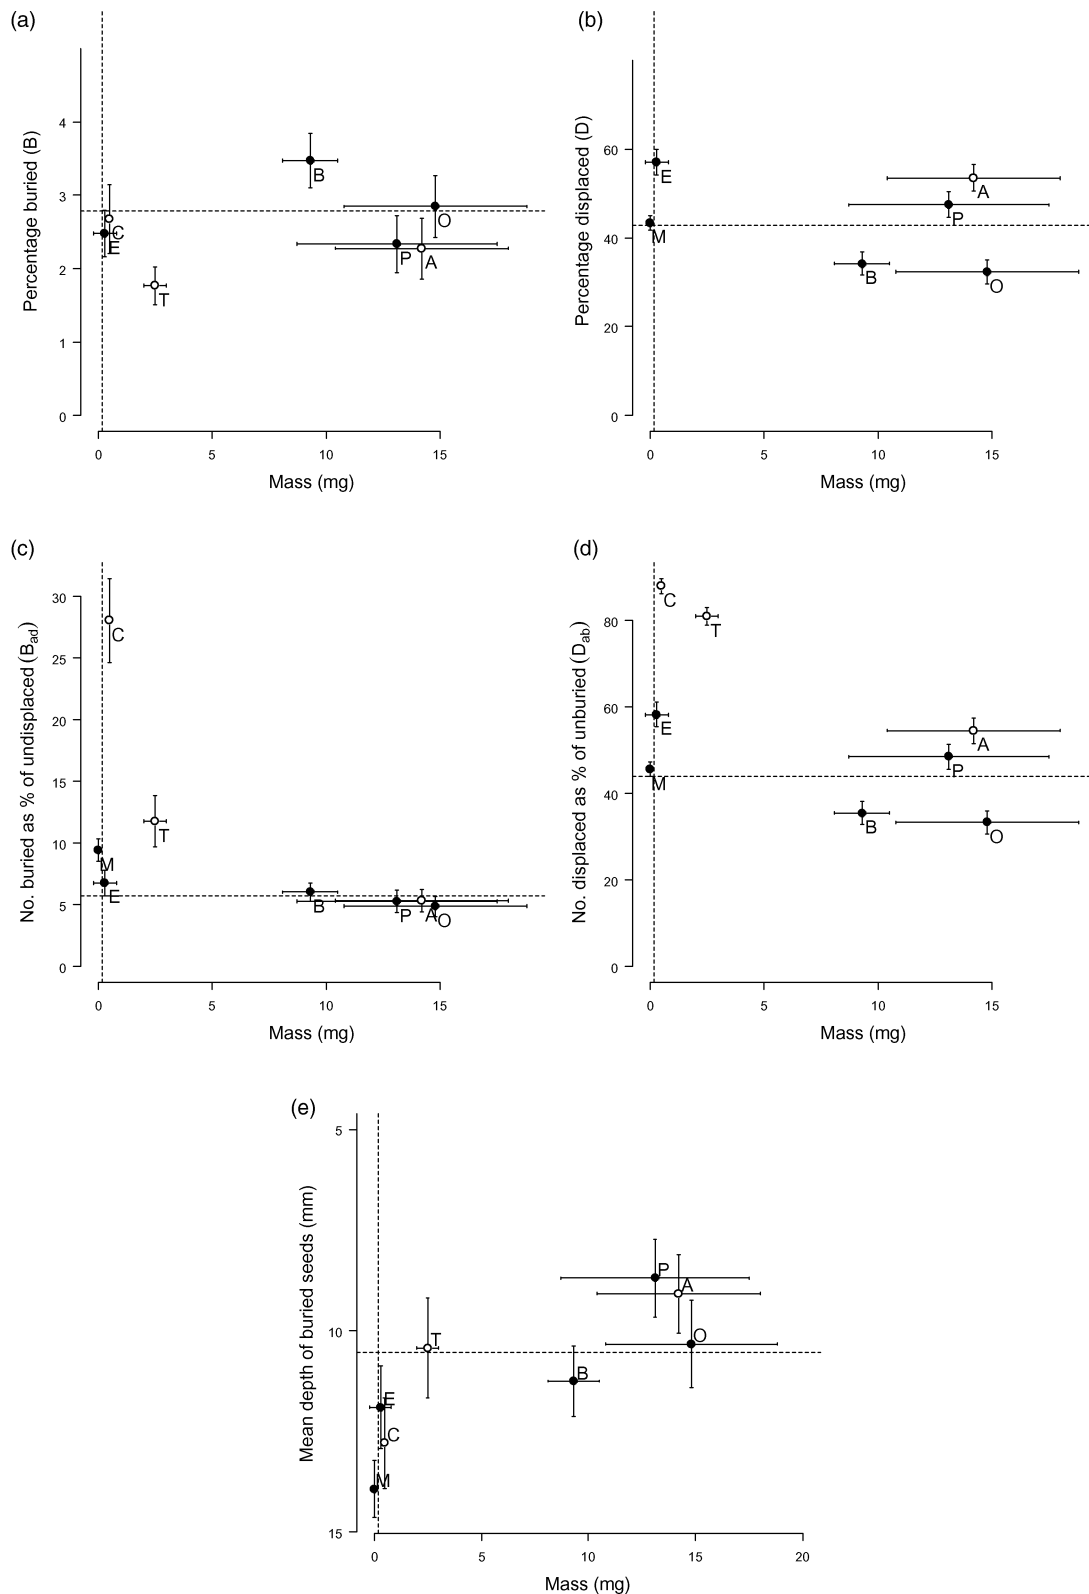 (a)
Percentage buried (B)
4
3
2
1
0
B
O
C
E
P
A
T
0 5 10 15
Mass (mg)
(b)
Percentage displaced (D)
60
40
20
0
E
A
P
M
B
O
0 5 10 15
Mass (mg)
(c)
No. buried as % of undisplaced (Bad)
30
25
20
15
10
5
0
C
T
M
E
B
P
A
O
0 5 10 15
Mass (mg)
(d)
No. displaced as % of unburied (Dab)
80
60
40
20
0
C
T
E
A
P
M
B
O
0 5 10 15
Mass (mg)
(e)
Mean depth of buried seeds (mm)
5
10
15
P
A
T
O
B
E
C
M
0 5 10 15 20
Mass (mg)